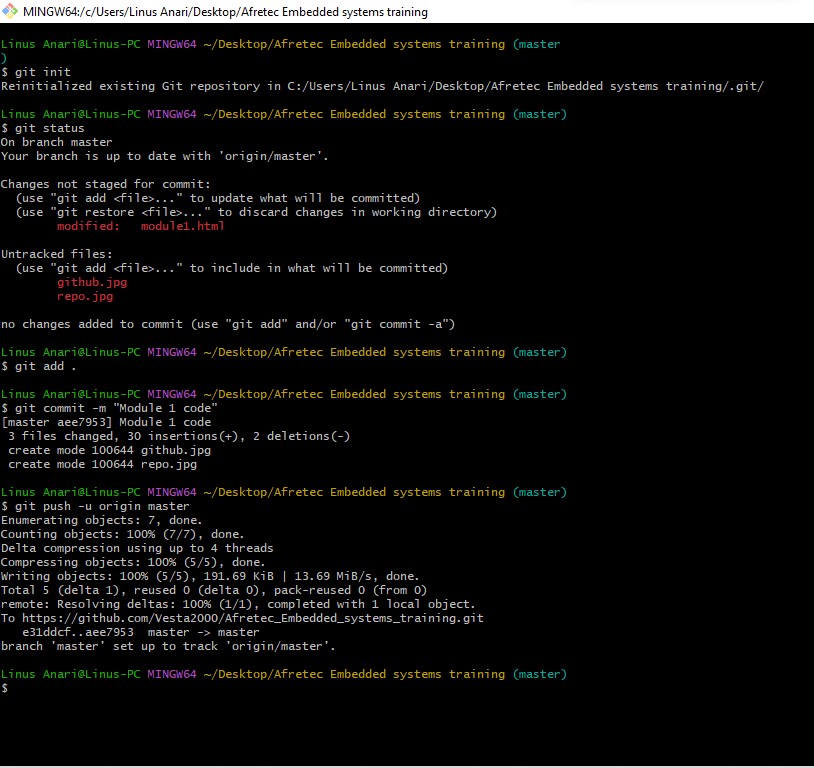 MINGW64:/c/Users/Linus Anari/Desktop/Afretec Embedded systems training
Linus Anari@Linus-PC MINGW64 ~/Desktop/Afretec Embedded systems training (master
)
$ git init
Reinitialized existing Git repository in C:/Users/Linus Anari/Desktop/Afretec Embedded systems training/.git/
Linus Anari@Linus-PC MINGW64 ~/Desktop/Afretec Embedded systems training (master)
$ git status
On branch master
Your branch is up to date with 'origin/master'.
Changes not staged for commit:
  (use "git add <file>..." to update what will be committed)
  (use "git restore <file>..." to discard changes in working directory)
        modified:   module1.html
Untracked files:
  (use "git add <file>..." to include in what will be committed)
        github.jpg
        repo.jpg
no changes added to commit (use "git add" and/or "git commit -a")
Linus Anari@Linus-PC MINGW64 ~/Desktop/Afretec Embedded systems training (master)
$ git add .
Linus Anari@Linus-PC MINGW64 ~/Desktop/Afretec Embedded systems training (master)
$ git commit -m "Module 1 code"
[master aee7953] Module 1 code
 3 files changed, 30 insertions(+), 2 deletions(-)
 create mode 100644 github.jpg
 create mode 100644 repo.jpg
Linus Anari@Linus-PC MINGW64 ~/Desktop/Afretec Embedded systems training (master)
$ git push -u origin master
Enumerating objects: 7, done.
Counting objects: 100% (7/7), done.
Delta compression using up to 4 threads
Compressing objects: 100% (5/5), done.
Writing objects: 100% (5/5), 191.69 KiB | 13.69 MiB/s, done.
Total 5 (delta 1), reused 0 (delta 0), pack-reused 0 (from 0)
remote: Resolving deltas: 100% (1/1), completed with 1 local object.
To https://github.com/Vesta2000/Afretec_Embedded_systems_training.git
   e31ddcf..aee7953  master -> master
branch 'master' set up to track 'origin/master'.
Linus Anari@Linus-PC MINGW64 ~/Desktop/Afretec Embedded systems training (master)
$